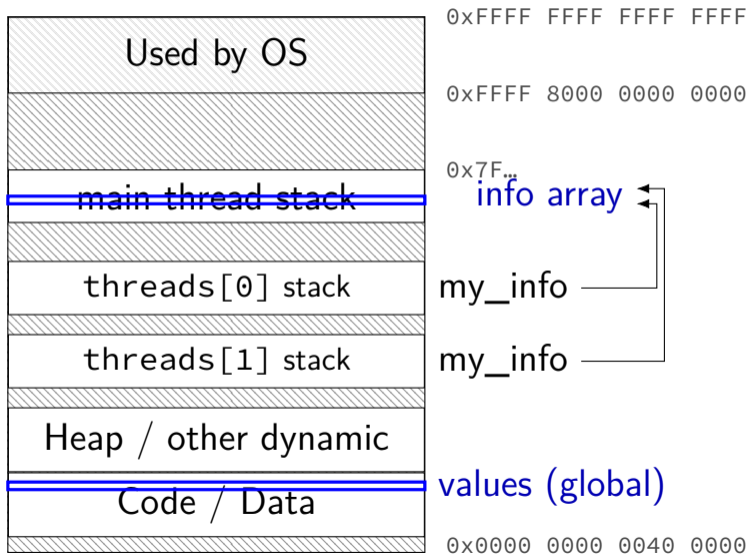 0xFFFF FFFF FFFF FFFF
Used by OS
0xFFFF 8000 0000 0000
0x7F…
main thread stack
info array
threads[0] stack
my_info
threads[1] stack
my_info
Heap / other dynamic
values (global)
Code / Data
0x0000 0000 0040 0000